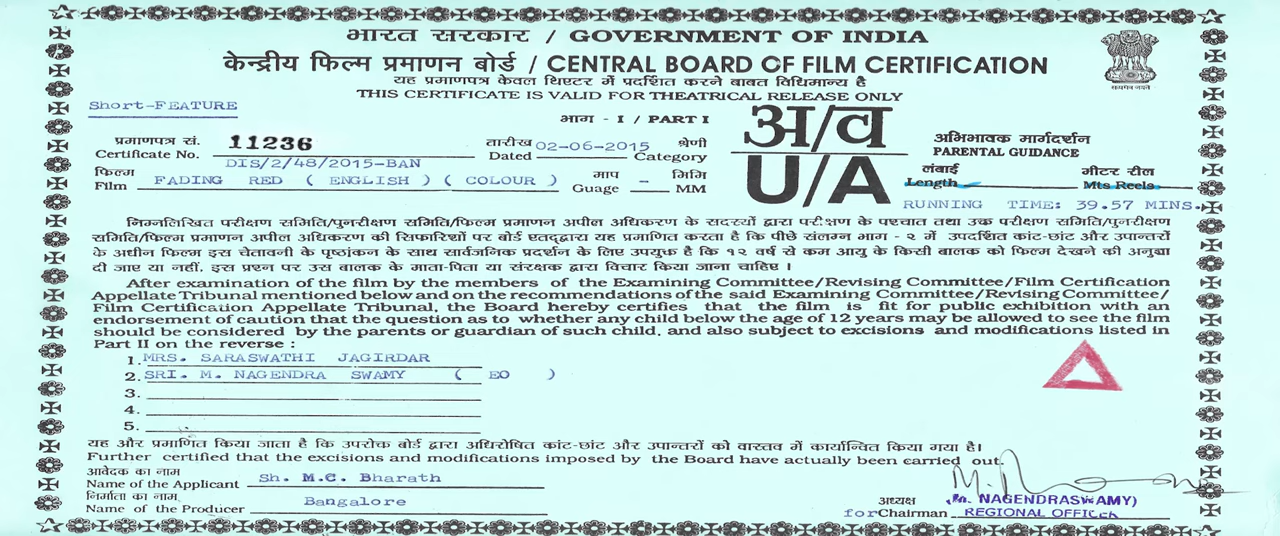 भारत सरकार / GOVERNMENT OF INDIA
केन्द्रीय फिल्म प्रमाणन बोर्ड / CENTRAL BOARD OF FILM CERTIFICATION
यह प्रमाणपत्र केवल थिएटर में प्रदर्शित करने बाबत विधिमान्य है
THIS CERTIFICATE IS VALID FOR THEATRICAL RELEASE ONLY
सत्यमेव जयते
Short-FEATURE
भाग - I / PART I
अ/व
U/A
अभिभावक मार्गदर्शन
PARENTAL GUIDANCE
प्रमाणपत्र सं. 11236 तारीख 02-06-2015 श्रेणी
Certificate No. Dated Category
DIS/2/48/2015-BAN
लंबाई मीटर रील
Length Mts Reels
फिल्म माप मिमि
Film FADING RED ( ENGLISH ) ( COLOUR ) Guage - MM
RUNNING TIME: 39.57 MINS.
निम्नलिखित परीक्षण समिति/पुनरीक्षण समिति/फिल्म प्रमाणन अपील अधिकरण के सदस्यों द्वारा परीक्षण के पश्चात तथा उक्त परीक्षण समिति/पुनरीक्षण
समिति/फिल्म प्रमाणन अपील अधिकरण की सिफारिशों पर बोर्ड एतद्द्वारा यह प्रमाणित करता है कि पीछे संलग्न भाग - २ में उपदर्शित कांट-छांट और उपान्तरों
के अधीन फिल्म इस चेतावनी के पृष्ठांकन के साथ सार्वजनिक प्रदर्शन के लिए उपयुक्त है कि १२ वर्ष से कम आयु के किसी बालक को फिल्म देखने की अनुज्ञा
दी जाए या नहीं, इस प्रश्न पर उस बालक के माता-पिता या संरक्षक द्वारा विचार किया जाना चाहिए ।
After examination of the film by the members of the Examining Committee/Revising Committee/Film Certification
Appellate Tribunal mentioned below and on the recommendations of the said Examining Committee/Revising Committee/
Film Certification Appellate Tribunal, the Board hereby certifies that the film is fit for public exhibition with an
endorsement of caution that the question as to whether any child below the age of 12 years may be allowed to see the film
should be considered by the parents or guardian of such child, and also subject to excisions and modifications listed in
Part II on the reverse :
1. MRS. SARASWATHI JAGIRDAR
2. SRI. M. NAGENDRA SWAMY ( EO )
3.
4.
5.
यह और प्रमाणित किया जाता है कि उपरोक्त बोर्ड द्वारा अधिरोपित कांट-छांट और उपान्तरों को वास्तव में कार्यान्वित किया गया है।
Further certified that the excisions and modifications imposed by the Board have actually been carried out.
आवेदक का नाम
Name of the Applicant Sh. M.C. Bharath
निर्माता का नाम
Name of the Producer Bangalore
अध्यक्ष (M. NAGENDRASWAMY)
for Chairman REGIONAL OFFICER